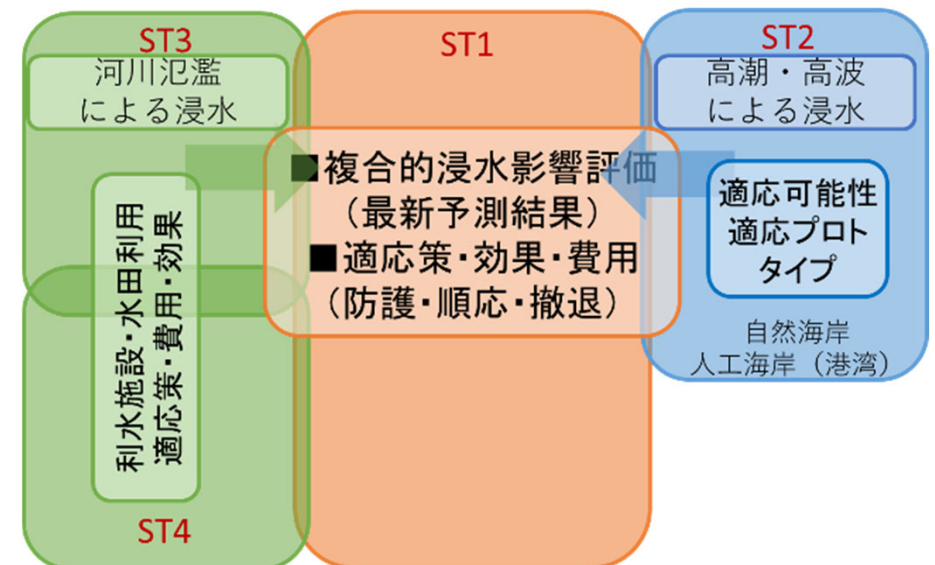 ST3
河川氾濫
による浸水
ST1
ST2
高潮・高波
による浸水
■複合的浸水影響評価
（最新予測結果）
■適応策・効果・費用
（防護・順応・撤退）
適応可能性
適応プロト
タイプ
自然海岸
人工海岸（港湾）
利水施設・水田利用
適応策・費用・効果
ST4